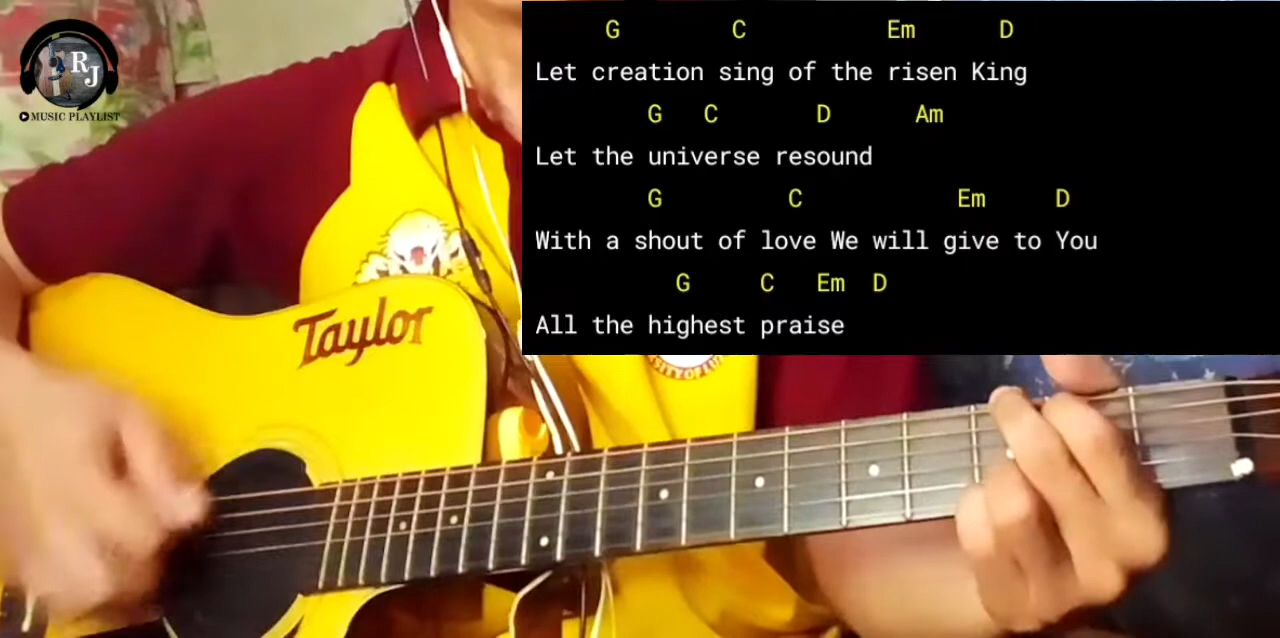 RJ
MUSIC PLAYLIST
G C Em D
Let creation sing of the risen King
G C D Am
Let the universe resound
G C Em D
With a shout of love We will give to You
G C Em D
All the highest praise
Taylor